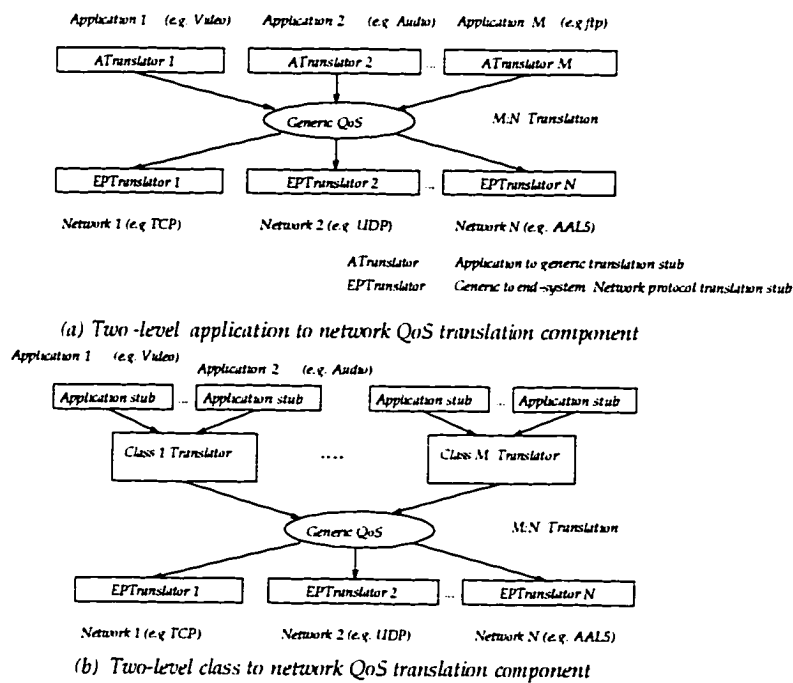 Application 1 (e.g. Video) Application 2 (e.g. Audio) Application M (e.g ftp)
ATranslator 1 ATranslator 2 ... ATranslator M
Generic QoS M:N Translation
EPTranslator 1 EPTranslator 2 ... EPTranslator N
Network 1 (e.g TCP) Network 2 (e.g. UDP) Network N (e.g. AAL5)
ATranslator Application to generic translation stub
EPTranslator Generic to end-system Network protocol translation stub
(a) Two-level application to network QoS translation component
Application 1 (e.g. Video)
Application 2 (e.g. Audio)
Application stub ... Application stub Application stub ... Application stub
Class 1 Translator .... Class M Translator
Generic QoS M:N Translation
EPTranslator 1 EPTranslator 2 ... EPTranslator N
Network 1 (e.g TCP) Network 2 (e.g. UDP) Network N (e.g. AAL5)
(b) Two-level class to network QoS translation component